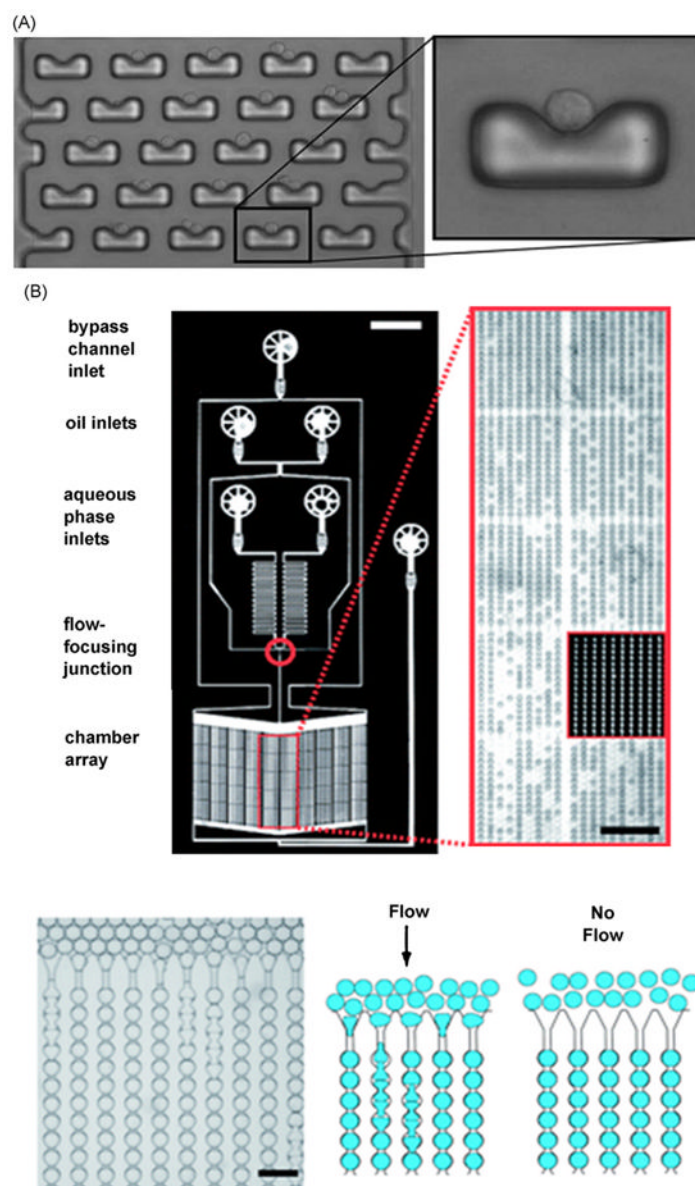 (A)
(B)
bypass
channel
inlet
oil inlets
aqueous
phase
inlets
flow-
focusing
junction
chamber
array
Flow
No
Flow